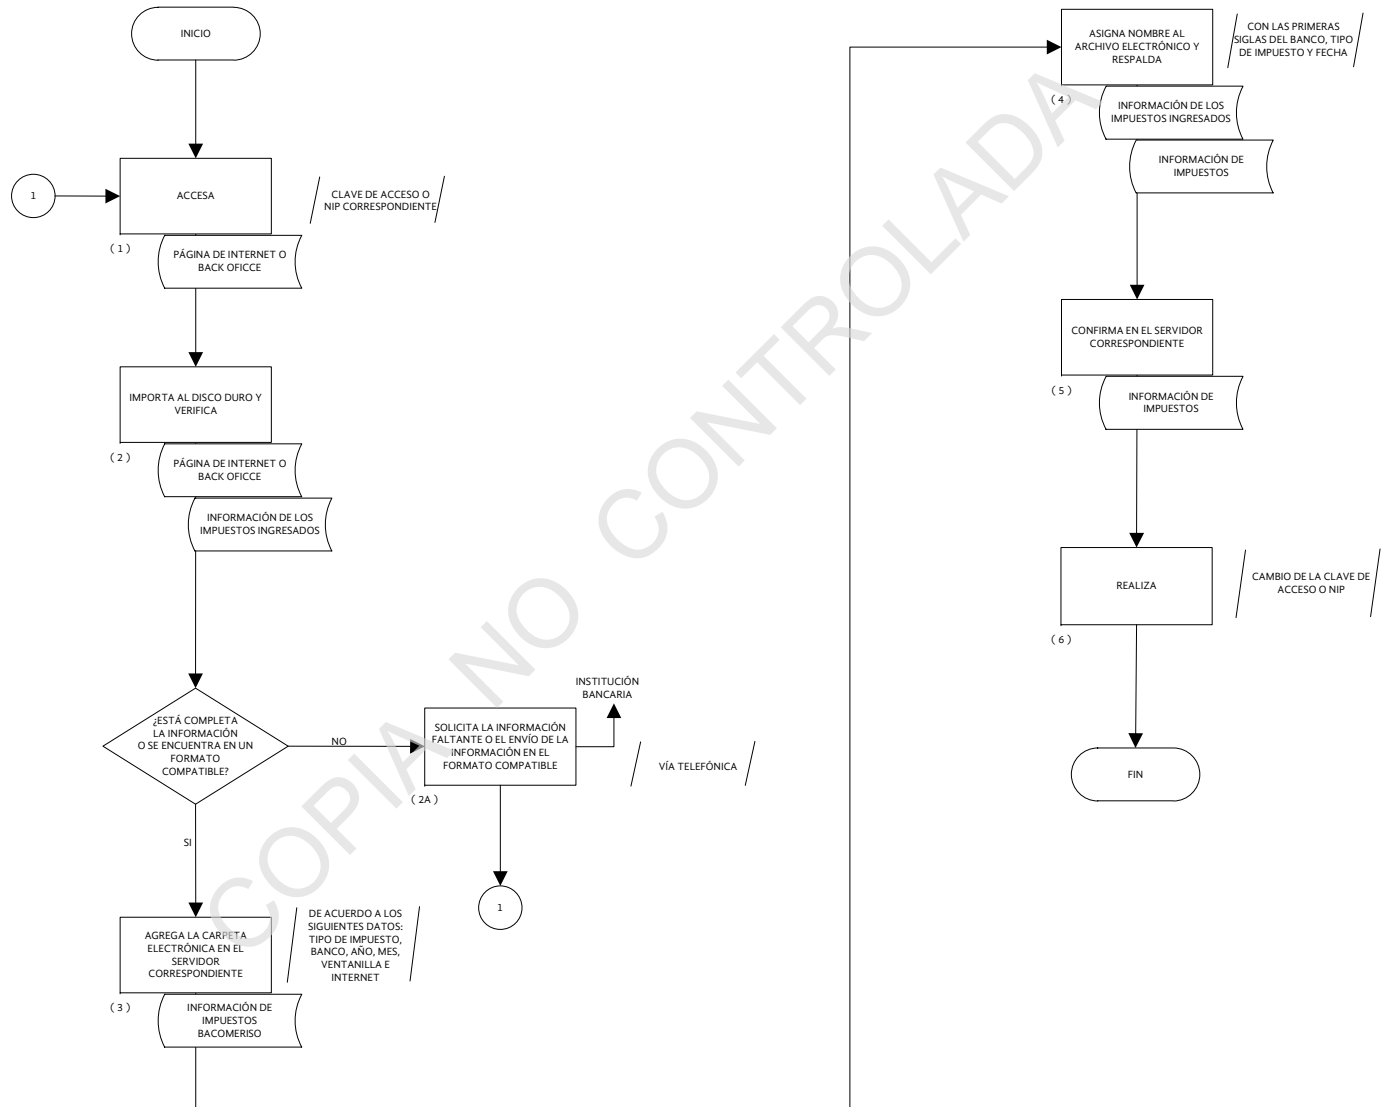 INICIO
1
ACCESA
CLAVE DE ACCESO O
NIP CORRESPONDIENTE
( 1 )
PÁGINA DE INTERNET O
BACK OFICCE
IMPORTA AL DISCO DURO Y
VERIFICA
( 2 )
PÁGINA DE INTERNET O
BACK OFICCE
INFORMACIÓN DE LOS
IMPUESTOS INGRESADOS
¿ESTÁ COMPLETA
LA INFORMACIÓN
O SE ENCUENTRA EN UN
FORMATO
COMPATIBLE?
NO
SOLICITA LA INFORMACIÓN
FALTANTE O EL ENVÍO DE LA
INFORMACIÓN EN EL
FORMATO COMPATIBLE
( 2A )
INSTITUCIÓN
BANCARIA
VÍA TELEFÓNICA
1
SI
AGREGA LA CARPETA
ELECTRÓNICA EN EL
SERVIDOR
CORRESPONDIENTE
( 3 )
DE ACUERDO A LOS
SIGUIENTES DATOS:
TIPO DE IMPUESTO,
BANCO, AÑO, MES,
VENTANILLA E
INTERNET
INFORMACIÓN DE
IMPUESTOS
BACOMERISO
ASIGNA NOMBRE AL
ARCHIVO ELECTRÓNICO Y
RESPALDA
( 4 )
CON LAS PRIMERAS
SIGLAS DEL BANCO, TIPO
DE IMPUESTO Y FECHA
INFORMACIÓN DE LOS
IMPUESTOS INGRESADOS
INFORMACIÓN DE
IMPUESTOS
CONFIRMA EN EL SERVIDOR
CORRESPONDIENTE
( 5 )
INFORMACIÓN DE
IMPUESTOS
REALIZA
( 6 )
CAMBIO DE LA CLAVE DE
ACCESO O NIP
FIN
COPIA NO CONTROLADA